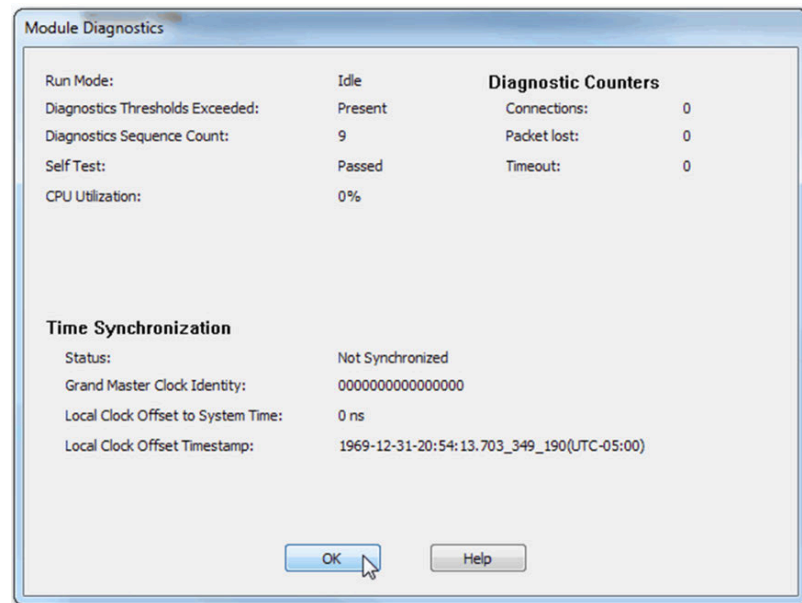 Module Diagnostics
Run Mode: Idle
Diagnostics Thresholds Exceeded: Present
Diagnostics Sequence Count: 9
Self Test: Passed
CPU Utilization: 0%
Diagnostic Counters
Connections: 0
Packet lost: 0
Timeout: 0
Time Synchronization
Status: Not Synchronized
Grand Master Clock Identity: 0000000000000000
Local Clock Offset to System Time: 0 ns
Local Clock Offset Timestamp: 1969-12-31-20:54:13.703_349_190(UTC-05:00)
OK Help